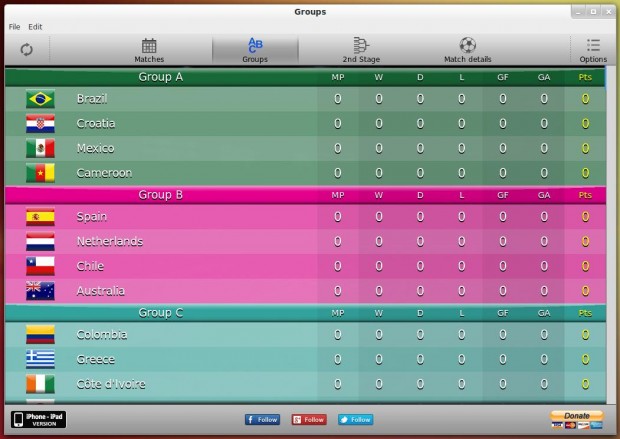 Groups
File Edit
Matches
ABC
Groups
2nd Stage
Match details
Options
Group A MP W D L GF GA Pts
Brazil 0 0 0 0 0 0 0
Croatia 0 0 0 0 0 0 0
Mexico 0 0 0 0 0 0 0
Cameroon 0 0 0 0 0 0 0
Group B MP W D L GF GA Pts
Spain 0 0 0 0 0 0 0
Netherlands 0 0 0 0 0 0 0
Chile 0 0 0 0 0 0 0
Australia 0 0 0 0 0 0 0
Group C MP W D L GF GA Pts
Colombia 0 0 0 0 0 0 0
Greece 0 0 0 0 0 0 0
Côte d'Ivoire 0 0 0 0 0 0 0
iPhone - iPad
VERSION
f Follow
Follow
Follow
Donate